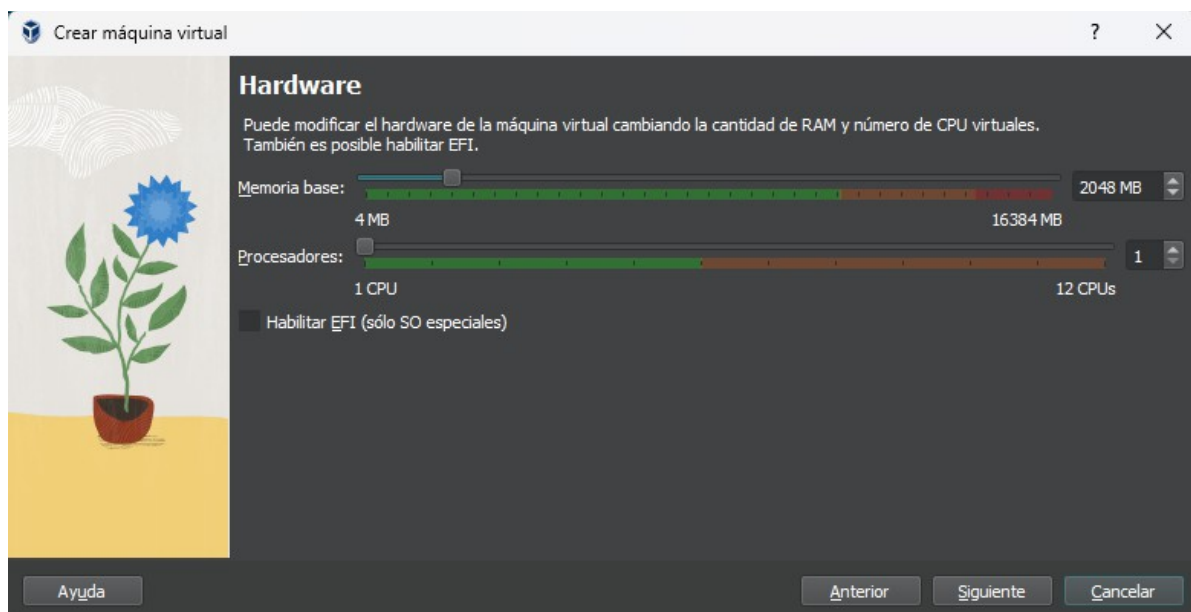 Crear máquina virtual
?
Hardware
Puede modificar el hardware de la máquina virtual cambiando la cantidad de RAM y número de CPU virtuales.
También es posible habilitar EFI.
Memoria base:
2048 MB
4 MB
16384 MB
Procesadores:
1
1 CPU
12 CPUs
Habilitar EFI (sólo SO especiales)
Ayuda
Anterior
Siguiente
Cancelar